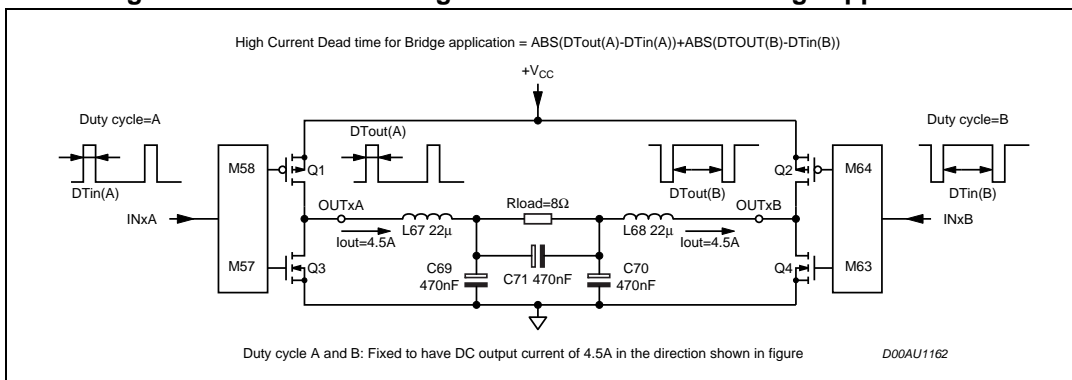 High Current Dead time for Bridge application = ABS(DTout(A)-DTin(A))+ABS(DTOUT(B)-DTin(B))
+VCC
Duty cycle=A
DTout(A)
Duty cycle=B
M58
Q1
Q2
M64
DTin(A)
DTout(B)
DTin(B)
INxA
OUTxA
Rload=8Ω
OUTxB
INxB
L67 22µ
L68 22µ
Iout=4.5A
Iout=4.5A
M57
Q3
C69
470nF
C71 470nF
C70
470nF
Q4
M63
Duty cycle A and B: Fixed to have DC output current of 4.5A in the direction shown in figure
D00AU1162